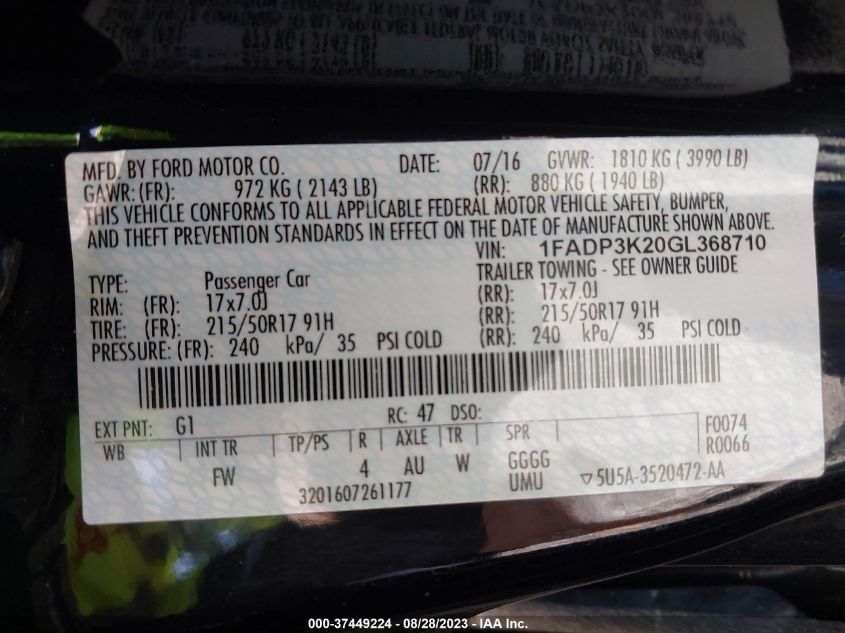 MFD. BY FORD MOTOR CO. DATE: 07/16 GVWR: 1810 KG ( 3990 LB)
GAWR: (FR): 972 KG ( 2143 LB) (RR): 880 KG ( 1940 LB)
THIS VEHICLE CONFORMS TO ALL APPLICABLE FEDERAL MOTOR VEHICLE SAFETY, BUMPER,
AND THEFT PREVENTION STANDARDS IN EFFECT ON THE DATE OF MANUFACTURE SHOWN ABOVE.
VIN: 1FADP3K20GL368710
TYPE: Passenger Car TRAILER TOWING - SEE OWNER GUIDE
RIM: (FR): 17x7.0J (RR): 17x7.0J
TIRE: (FR): 215/50R17 91H (RR): 215/50R17 91H
PRESSURE: (FR): 240 kPa/ 35 PSI COLD (RR): 240 kPa/ 35 PSI COLD
EXT PNT: G1 RC: 47 DSO:
WB INT TR TP/PS R AXLE TR SPR F0074
R0066
FW 4 AU W GGGG
UMU
3201607261177
▽5U5A-3520472-AA
000-37449224 - 08/28/2023 - IAA Inc.